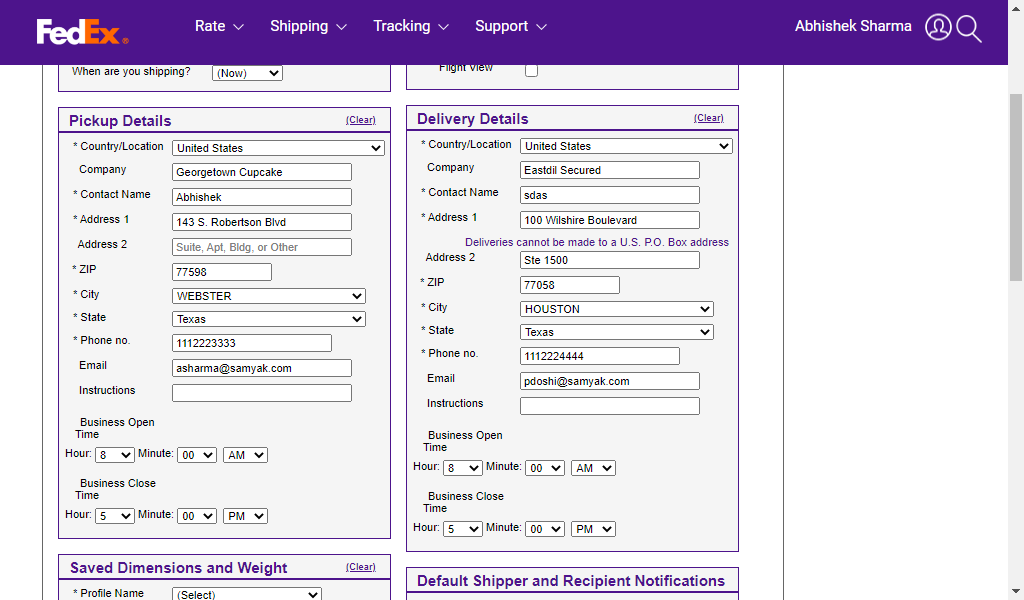 FedEx® Rate Shipping Tracking Support Abhishek Sharma
When are you shipping? (Now)
Flight View
Pickup Details (Clear)
* Country/Location United States
Company Georgetown Cupcake
* Contact Name Abhishek
* Address 1 143 S. Robertson Blvd
Address 2 Suite, Apt, Bldg, or Other
* ZIP 77598
* City WEBSTER
* State Texas
* Phone no. 1112223333
Email asharma@samyak.com
Instructions
Business Open
Time
Hour: 8 Minute: 00 AM
Business Close
Time
Hour: 5 Minute: 00 PM
Delivery Details (Clear)
* Country/Location United States
Company Eastdil Secured
* Contact Name sdas
* Address 1 100 Wilshire Boulevard
Deliveries cannot be made to a U.S. P.O. Box address
Address 2 Ste 1500
* ZIP 77058
* City HOUSTON
* State Texas
* Phone no. 1112224444
Email pdoshi@samyak.com
Instructions
Business Open
Time
Hour: 8 Minute: 00 AM
Business Close
Time
Hour: 5 Minute: 00 PM
Saved Dimensions and Weight (Clear)
* Profile Name (Select)
Default Shipper and Recipient Notifications